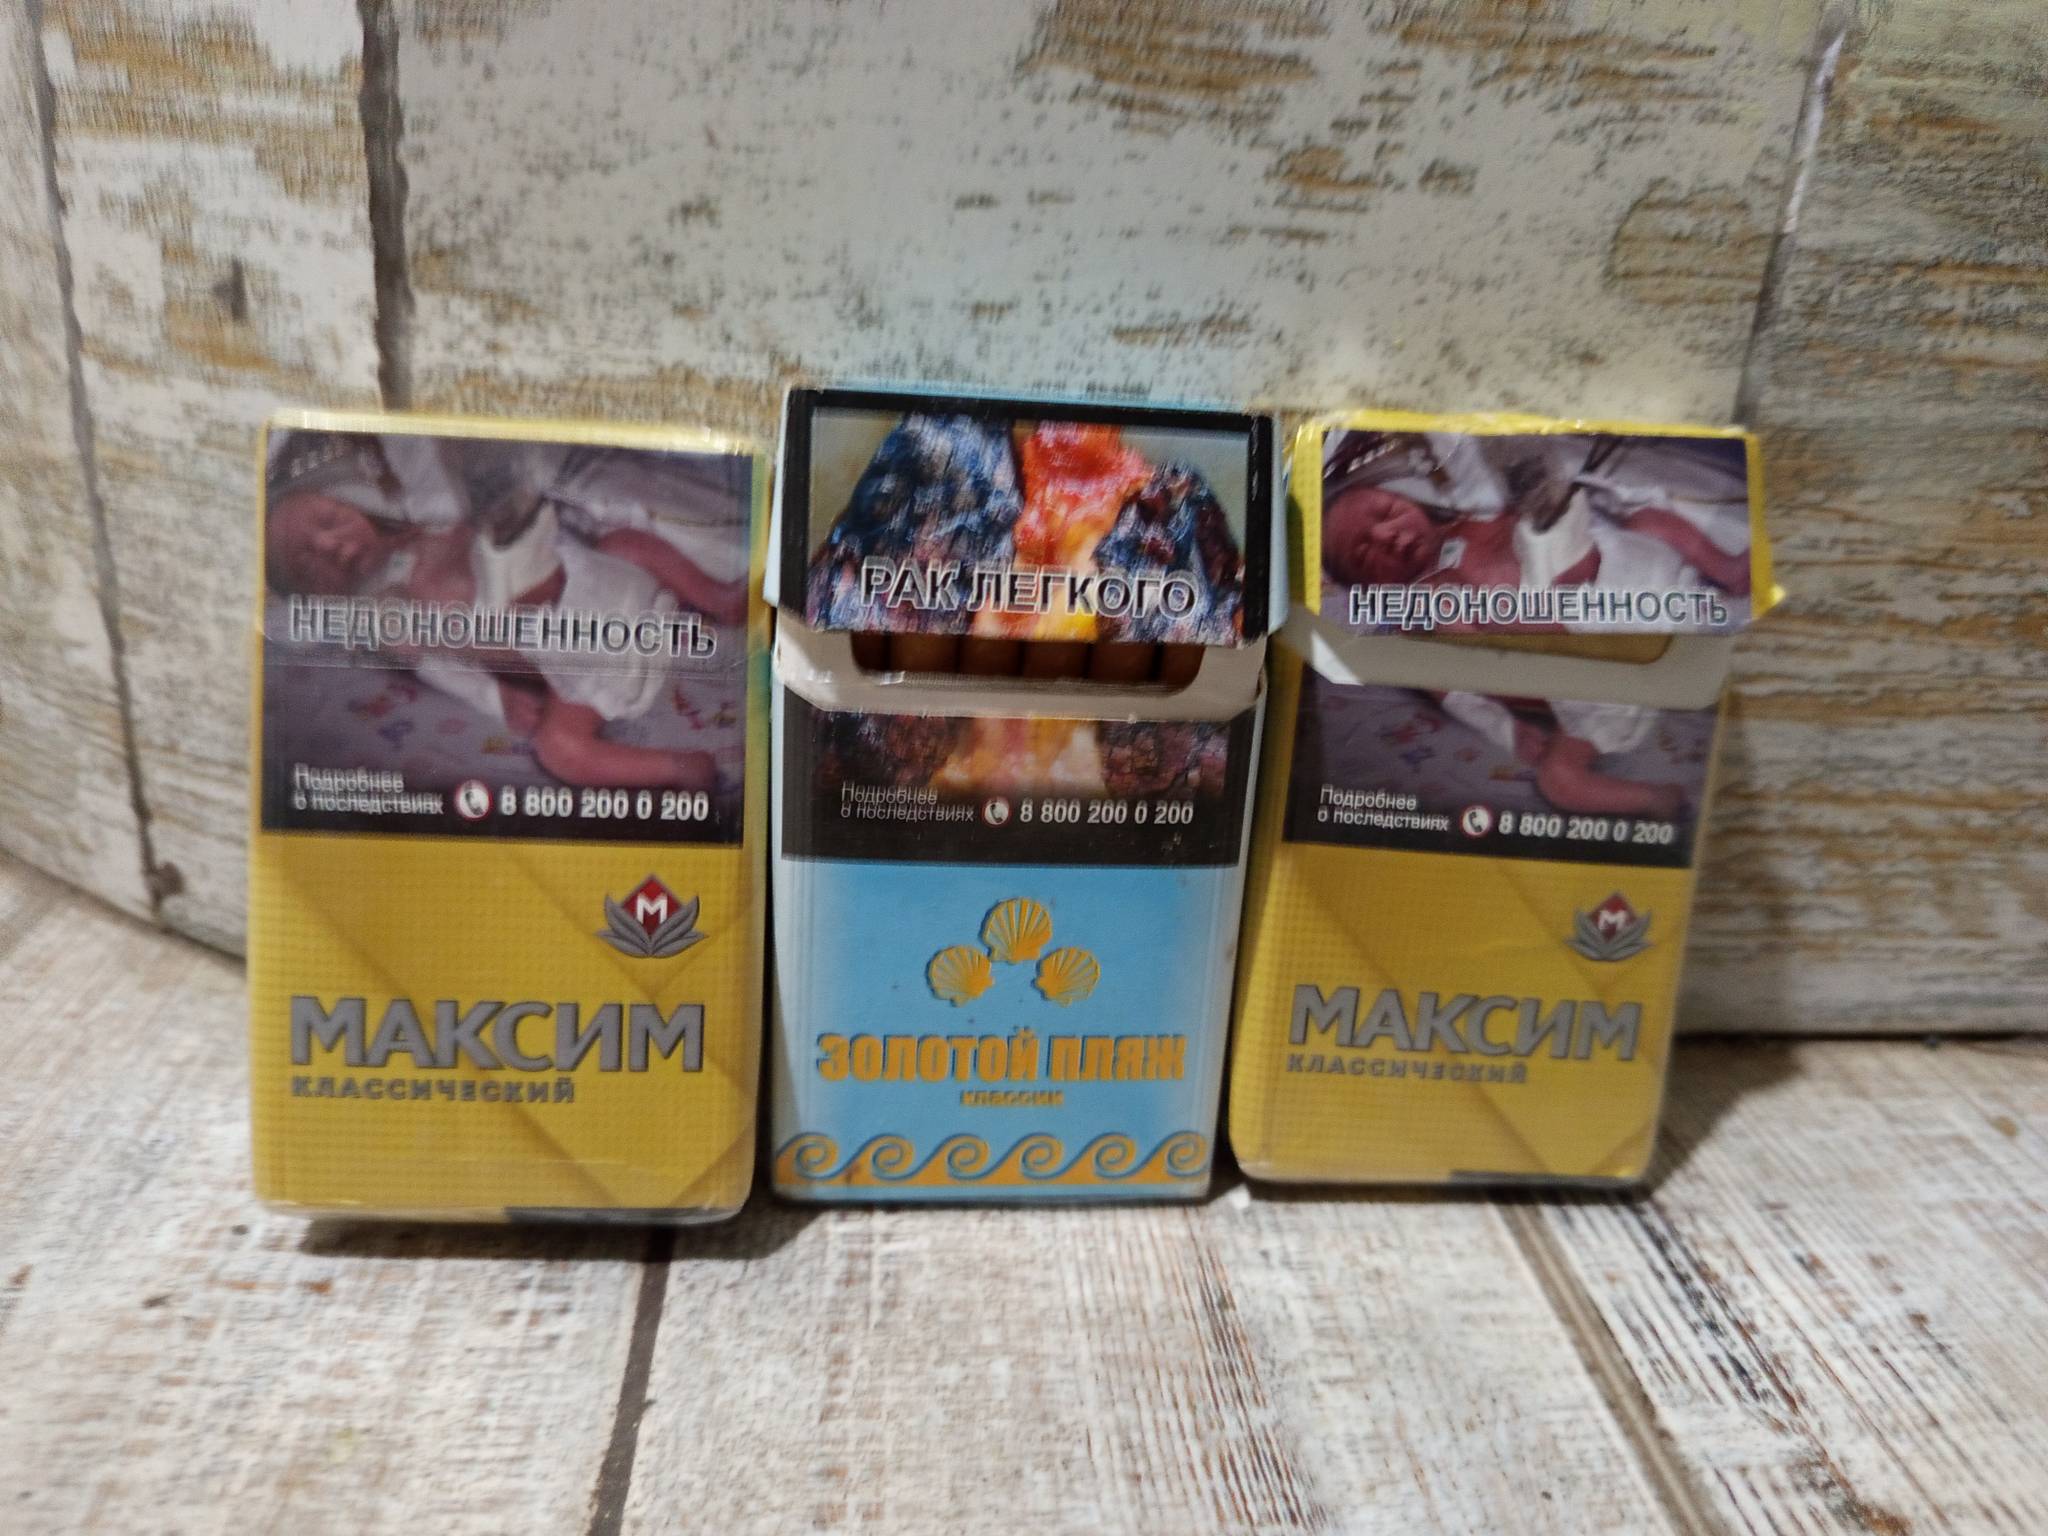 НЕДОНОШЕННОСТЬ
Подробнее
о последствиях 8 800 200 0 200
М
МАКСИМ
КЛАССИЧЕСКИЙ
РАК ЛЕГКОГО
Подробнее
о последствиях 8 800 200 0 200
ЗОЛОТОЙ ПЛЯЖ
классик
НЕДОНОШЕННОСТЬ
Подробнее
о последствиях 8 800 200 0 200
М
МАКСИМ
КЛАССИЧЕСКИЙ